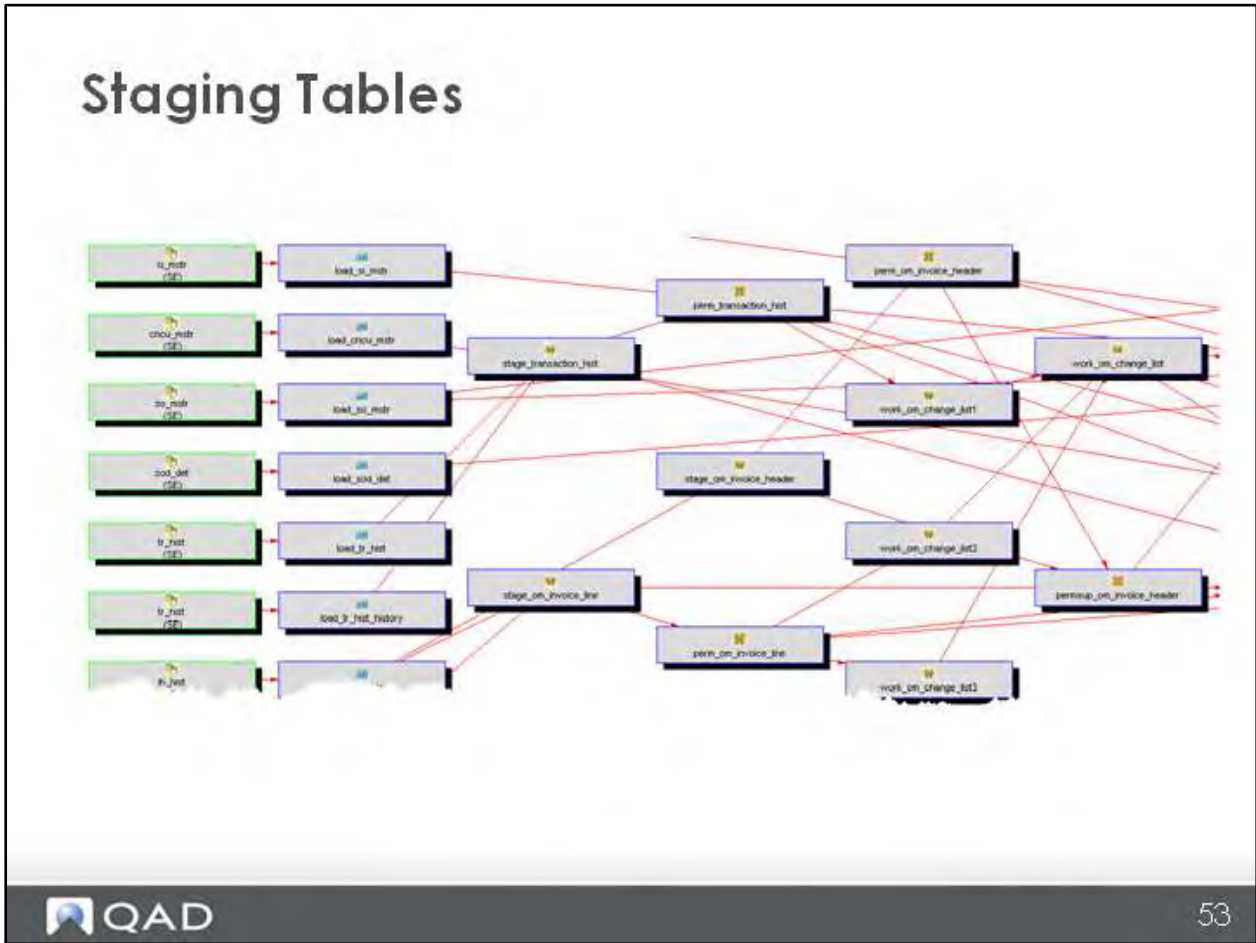 Staging Tables
(SE)
load_si_mstr
perm_om_invoice_header
perm_transaction_hist
cncu_mstr
(SE)
load_cncu_mstr
stage_transaction_hist
work_om_change_list
so_mstr
(SE)
load_so_mstr
work_om_change_list1
sod_det
(SE)
load_sod_det
stage_om_invoice_header
tr_hist
(SE)
load_tr_hist
work_om_change_list2
tr_hist
(SE)
load_tr_hist_history
stage_om_invoice_line
permsup_om_invoice_header
perm_om_invoice_line
ih_hist
work_om_change_list3
QAD
53